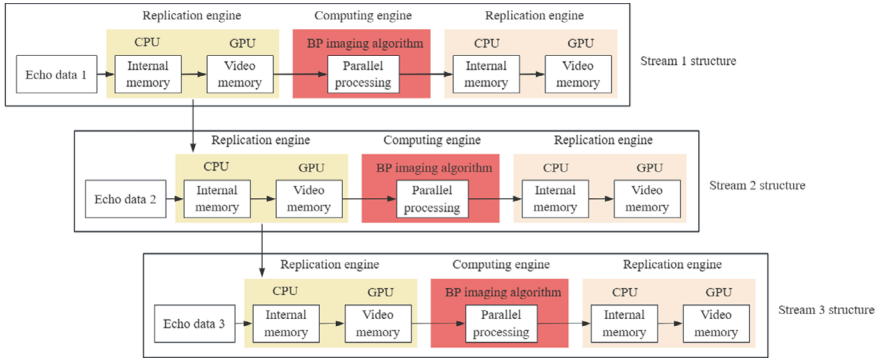 Replication engine
Computing engine
Replication engine
CPU
GPU
BP imaging algorithm
CPU
GPU
Echo data 1
Internal
memory
Video
memory
Parallel
processing
Internal
memory
Video
memory
Stream 1 structure
Replication engine
Computing engine
Replication engine
CPU
GPU
BP imaging algorithm
CPU
GPU
Echo data 2
Internal
memory
Video
memory
Parallel
processing
Internal
memory
Video
memory
Stream 2 structure
Replication engine
Computing engine
Replication engine
CPU
GPU
BP imaging algorithm
CPU
GPU
Echo data 3
Internal
memory
Video
memory
Parallel
processing
Internal
memory
Video
memory
Stream 3 structure